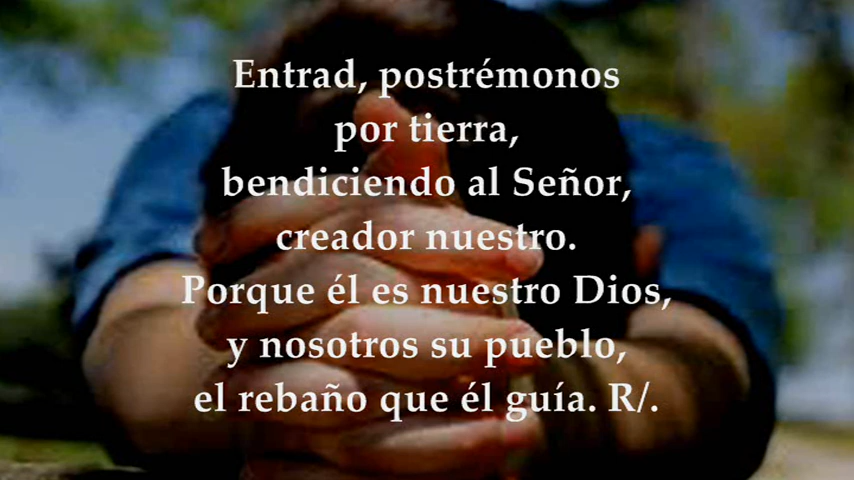 Entrad, postrémonos
por tierra,
bendiciendo al Señor,
creador nuestro.
Porque él es nuestro Dios,
y nosotros su pueblo,
el rebaño que él guía. R/.